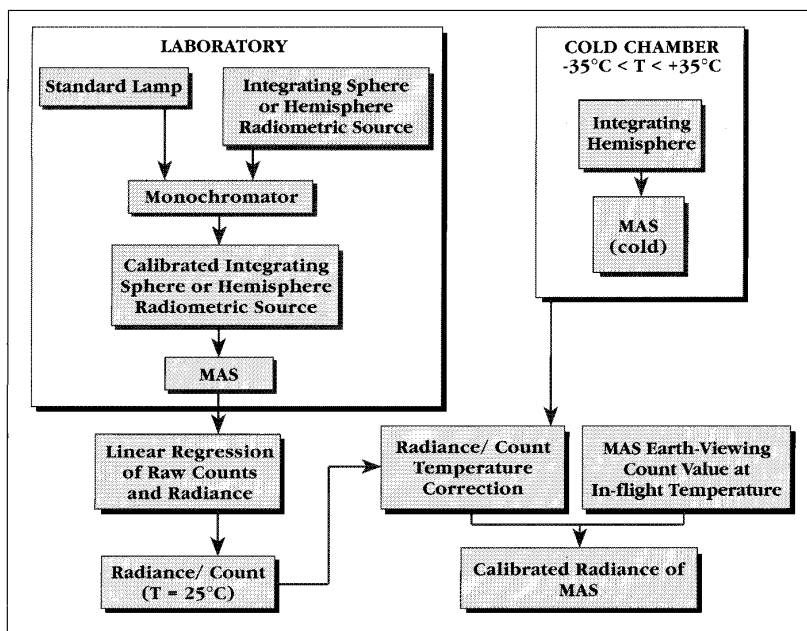 LABORATORY
Standard Lamp
Integrating Sphere
or Hemisphere
Radiometric Source
Monochromator
Calibrated Integrating
Sphere or Hemisphere
Radiometric Source
MAS
COLD CHAMBER
-35°C < T < +35°C
Integrating
Hemisphere
MAS
(cold)
Linear Regression
of Raw Counts
and Radiance
Radiance/ Count
(T = 25°C)
Radiance/ Count
Temperature
Correction
MAS Earth-Viewing
Count Value at
In-flight Temperature
Calibrated Radiance of
MAS